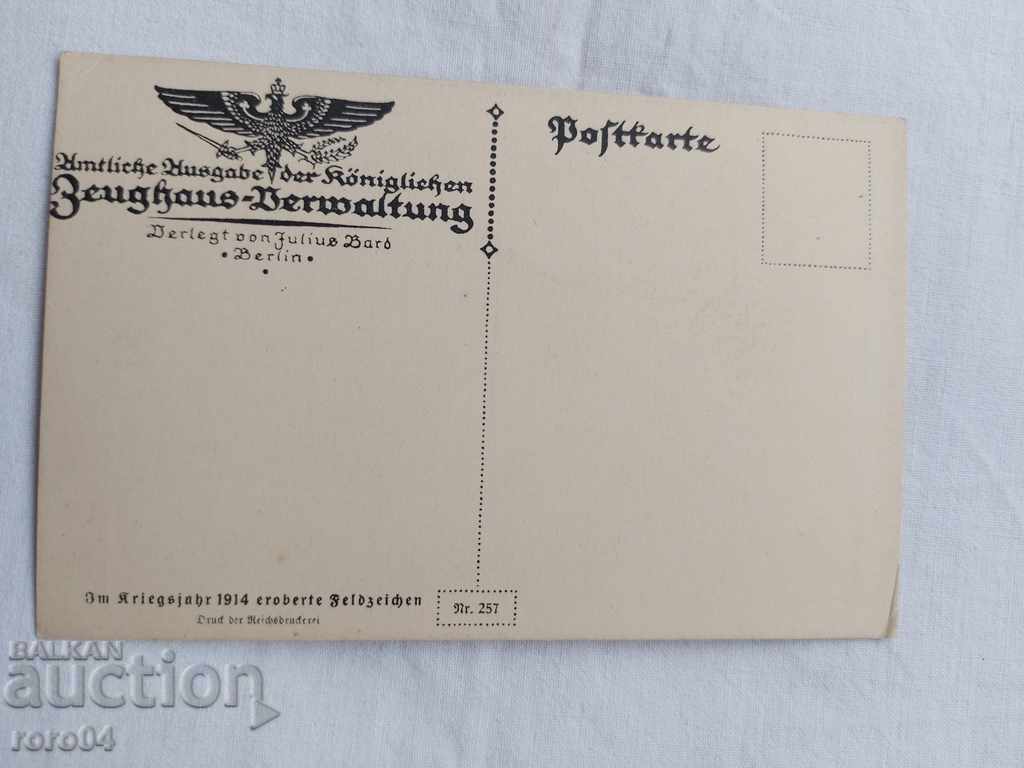 Amtliche Ausgabe der Königlichen
Zeughaus-Verwaltung
Verlegt von Julius Bard
• Berlin •
Postkarte
Im Kriegsjahr 1914 eroberte Feldzeichen
Druck der Reichsdruckerei
Nr. 257
BALKAN
auction
roro04